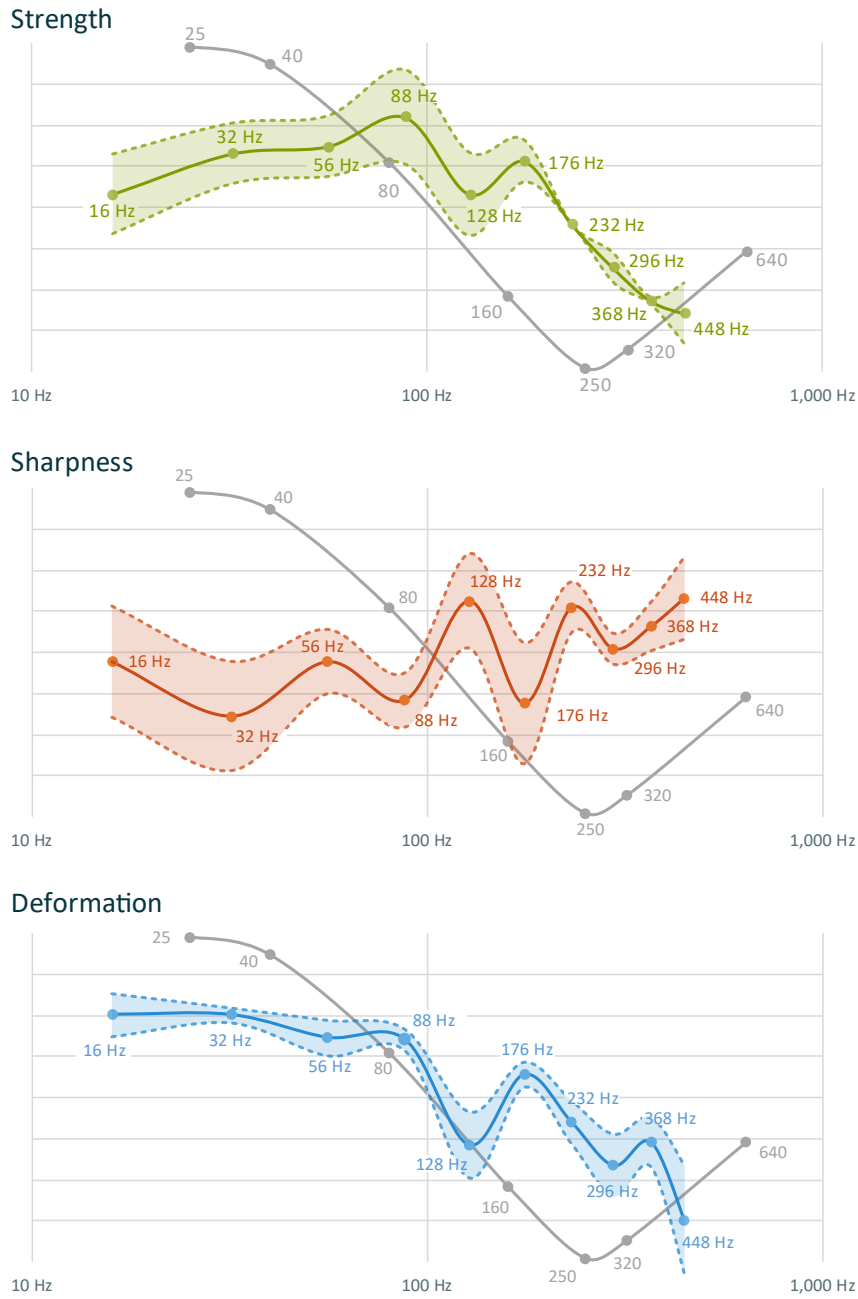 Strength
25
40
88 Hz
32 Hz
56 Hz
176 Hz
80
16 Hz
128 Hz
232 Hz
296 Hz
640
160
368 Hz
448 Hz
320
250
10 Hz
100 Hz
1,000 Hz
Sharpness
25
40
128 Hz
232 Hz
80
448 Hz
368 Hz
56 Hz
16 Hz
296 Hz
88 Hz
176 Hz
640
32 Hz
160
320
250
10 Hz
100 Hz
1,000 Hz
Deformation
25
40
88 Hz
32 Hz
16 Hz
176 Hz
56 Hz
80
232 Hz
368 Hz
640
128 Hz
296 Hz
160
448 Hz
320
250
10 Hz
100 Hz
1,000 Hz